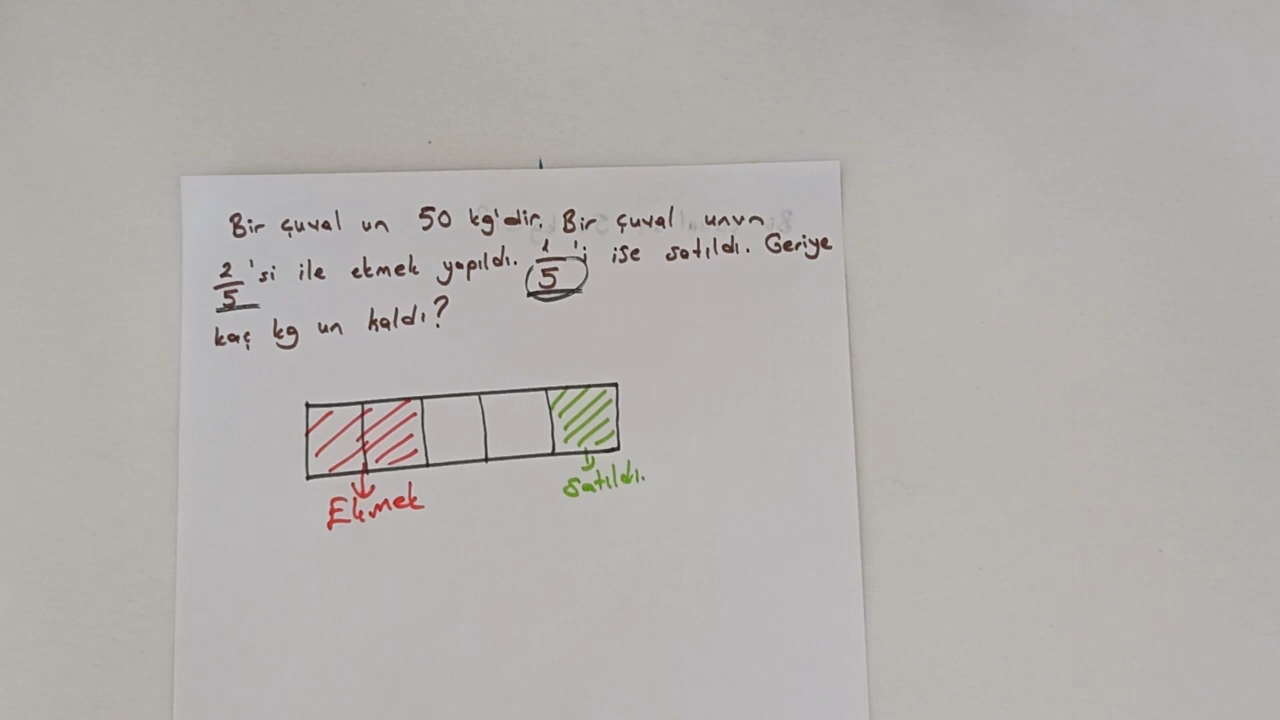 Bir çuval un 50 kg'dir. Bir çuval unun
2/5'si ile ekmek yapıldı. 1/5'i ise satıldı. Geriye
kaç kg un kaldı?
Ekmek
satıldı.